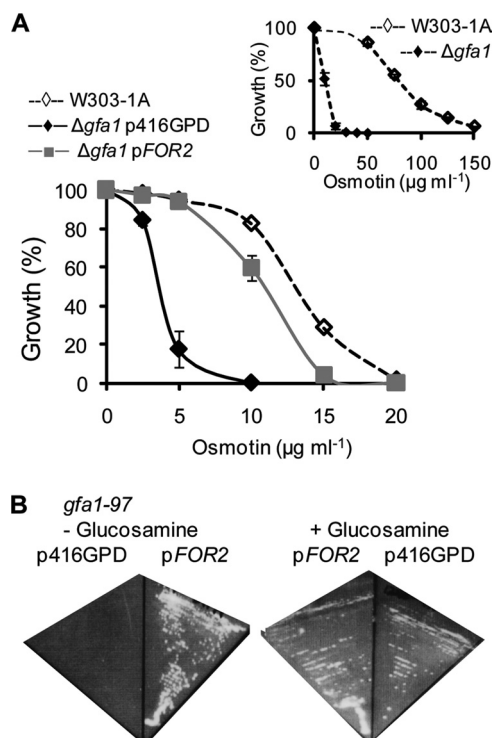 A
--◇-- W303-1A
--◆-- Δgfa1
Growth (%)
100
50
0
0 50 100 150
Osmotin (µg ml-1)
--◇-- W303-1A
Δgfa1 p416GPD
Δgfa1 pFOR2
Growth (%)
100
80
60
40
20
0
0 5 10 15 20
Osmotin (µg ml-1)
B
gfa1-97
- Glucosamine + Glucosamine
p416GPD pFOR2 pFOR2 p416GPD